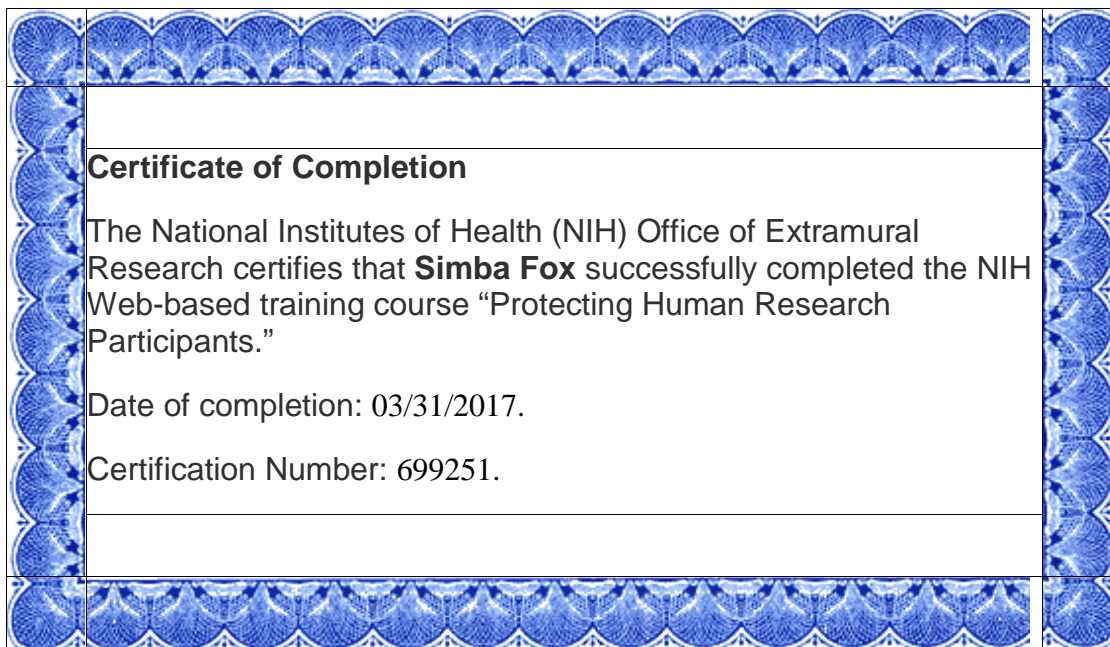 Certificate of Completion
The National Institutes of Health (NIH) Office of Extramural
Research certifies that Simba Fox successfully completed the NIH
Web-based training course “Protecting Human Research
Participants.”
Date of completion: 03/31/2017.
Certification Number: 699251.